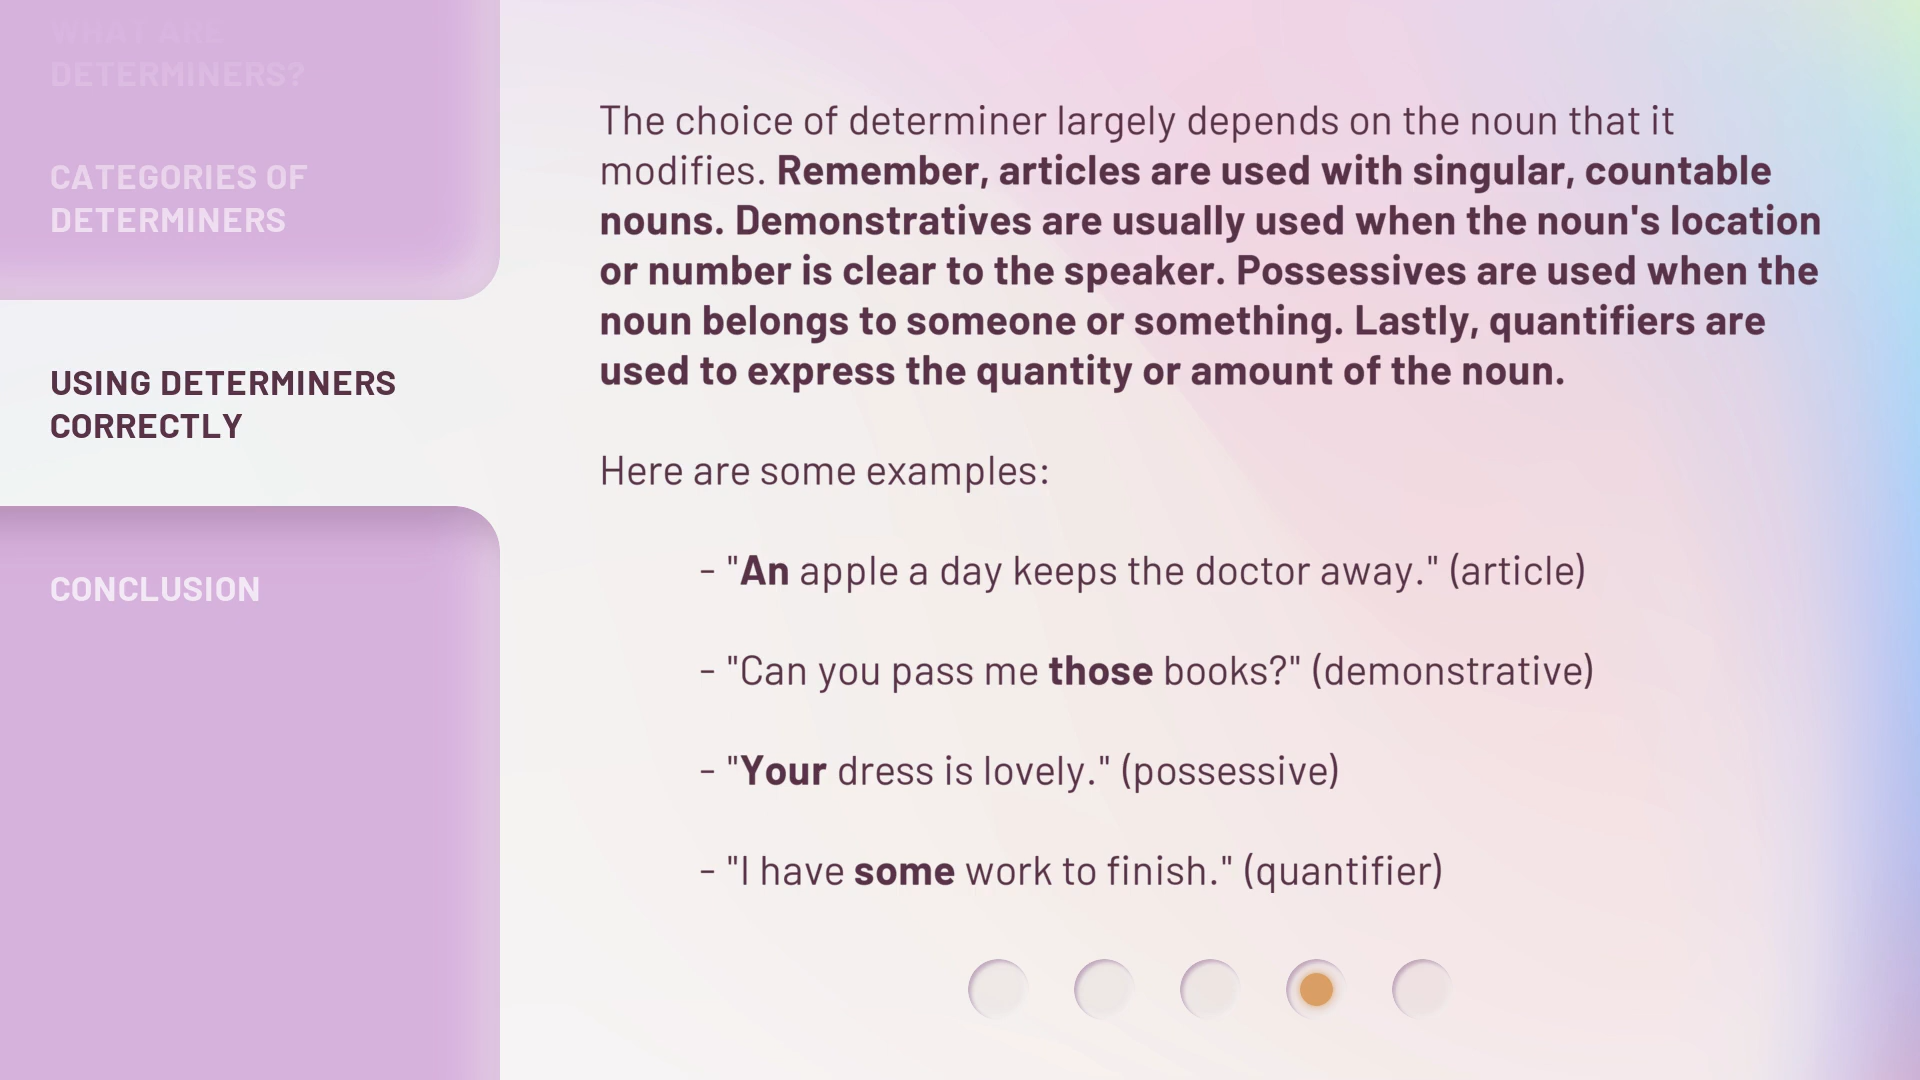 WHAT ARE
DETERMINERS?
CATEGORIES OF
DETERMINERS
USING DETERMINERS
CORRECTLY
CONCLUSION
The choice of determiner largely depends on the noun that it
modifies. Remember, articles are used with singular, countable
nouns. Demonstratives are usually used when the noun's location
or number is clear to the speaker. Possessives are used when the
noun belongs to someone or something. Lastly, quantifiers are
used to express the quantity or amount of the noun.
Here are some examples:
- "An apple a day keeps the doctor away." (article)
- "Can you pass me those books?" (demonstrative)
- "Your dress is lovely." (possessive)
- "I have some work to finish." (quantifier)